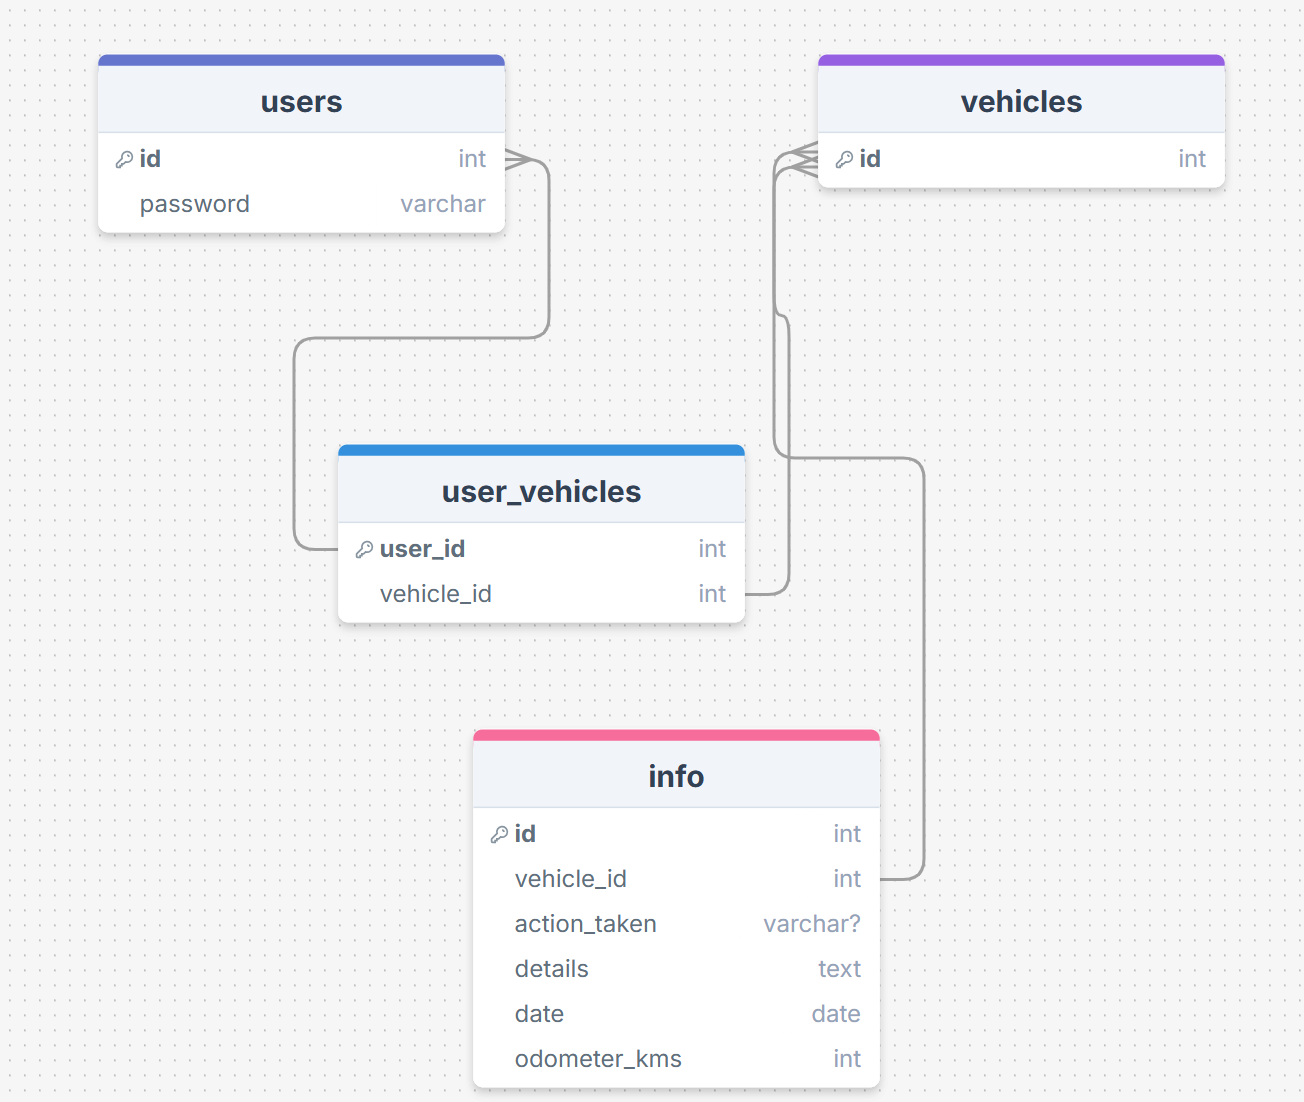 users
id int
password varchar
vehicles
id int
user_vehicles
user_id int
vehicle_id int
info
id int
vehicle_id int
action_taken varchar?
details text
date date
odometer_kms int